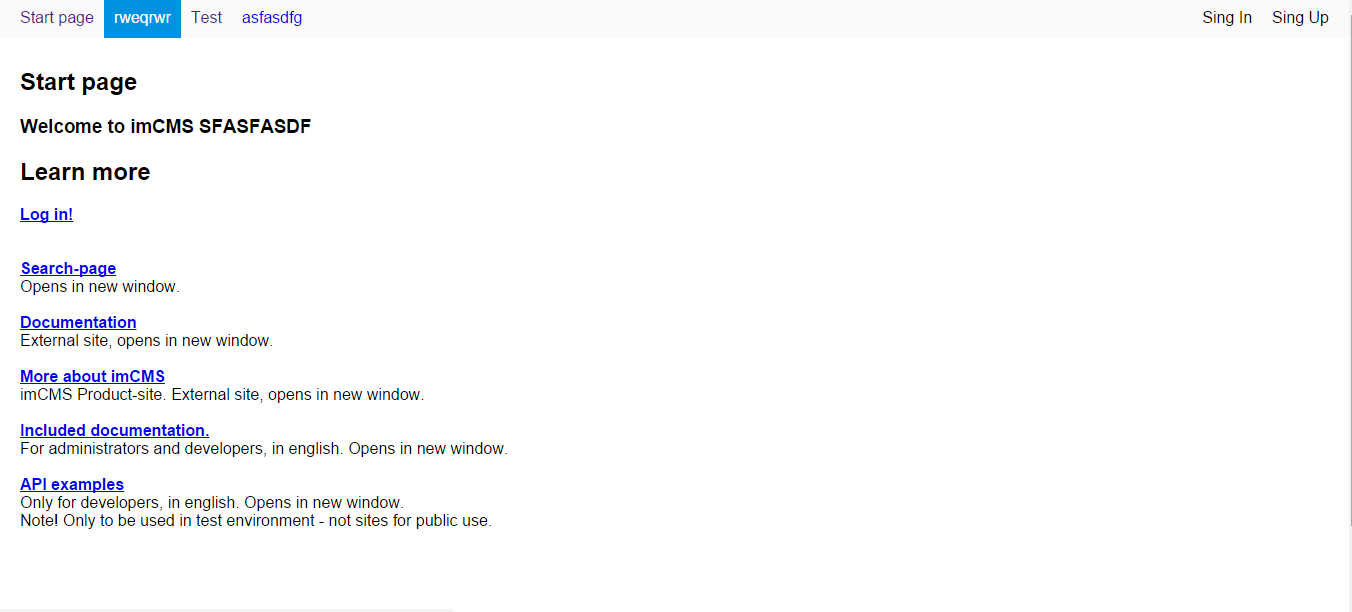 Start page rweqrwr Test asfasdfg Sing In Sing Up
Start page
Welcome to imCMS SFASFASDF
Learn more
Log in!
Search-page
Opens in new window.
Documentation
External site, opens in new window.
More about imCMS
imCMS Product-site. External site, opens in new window.
Included documentation.
For administrators and developers, in english. Opens in new window.
API examples
Only for developers, in english. Opens in new window.
Note! Only to be used in test environment - not sites for public use.